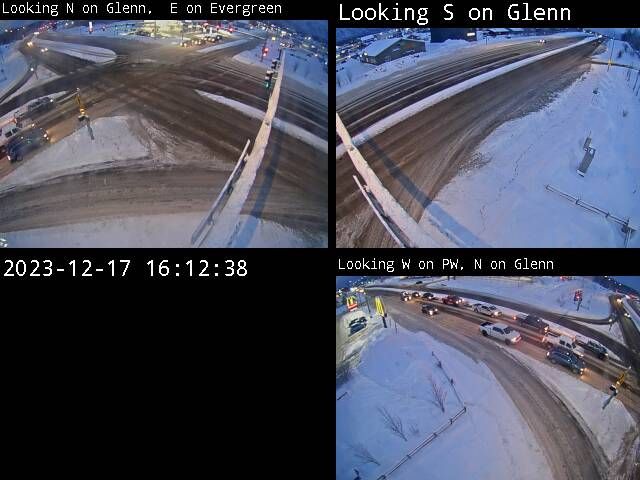 Looking N on Glenn,  E on Evergreen
Looking S on Glenn
2023-12-17 16:12:38
Looking W on PW, N on Glenn